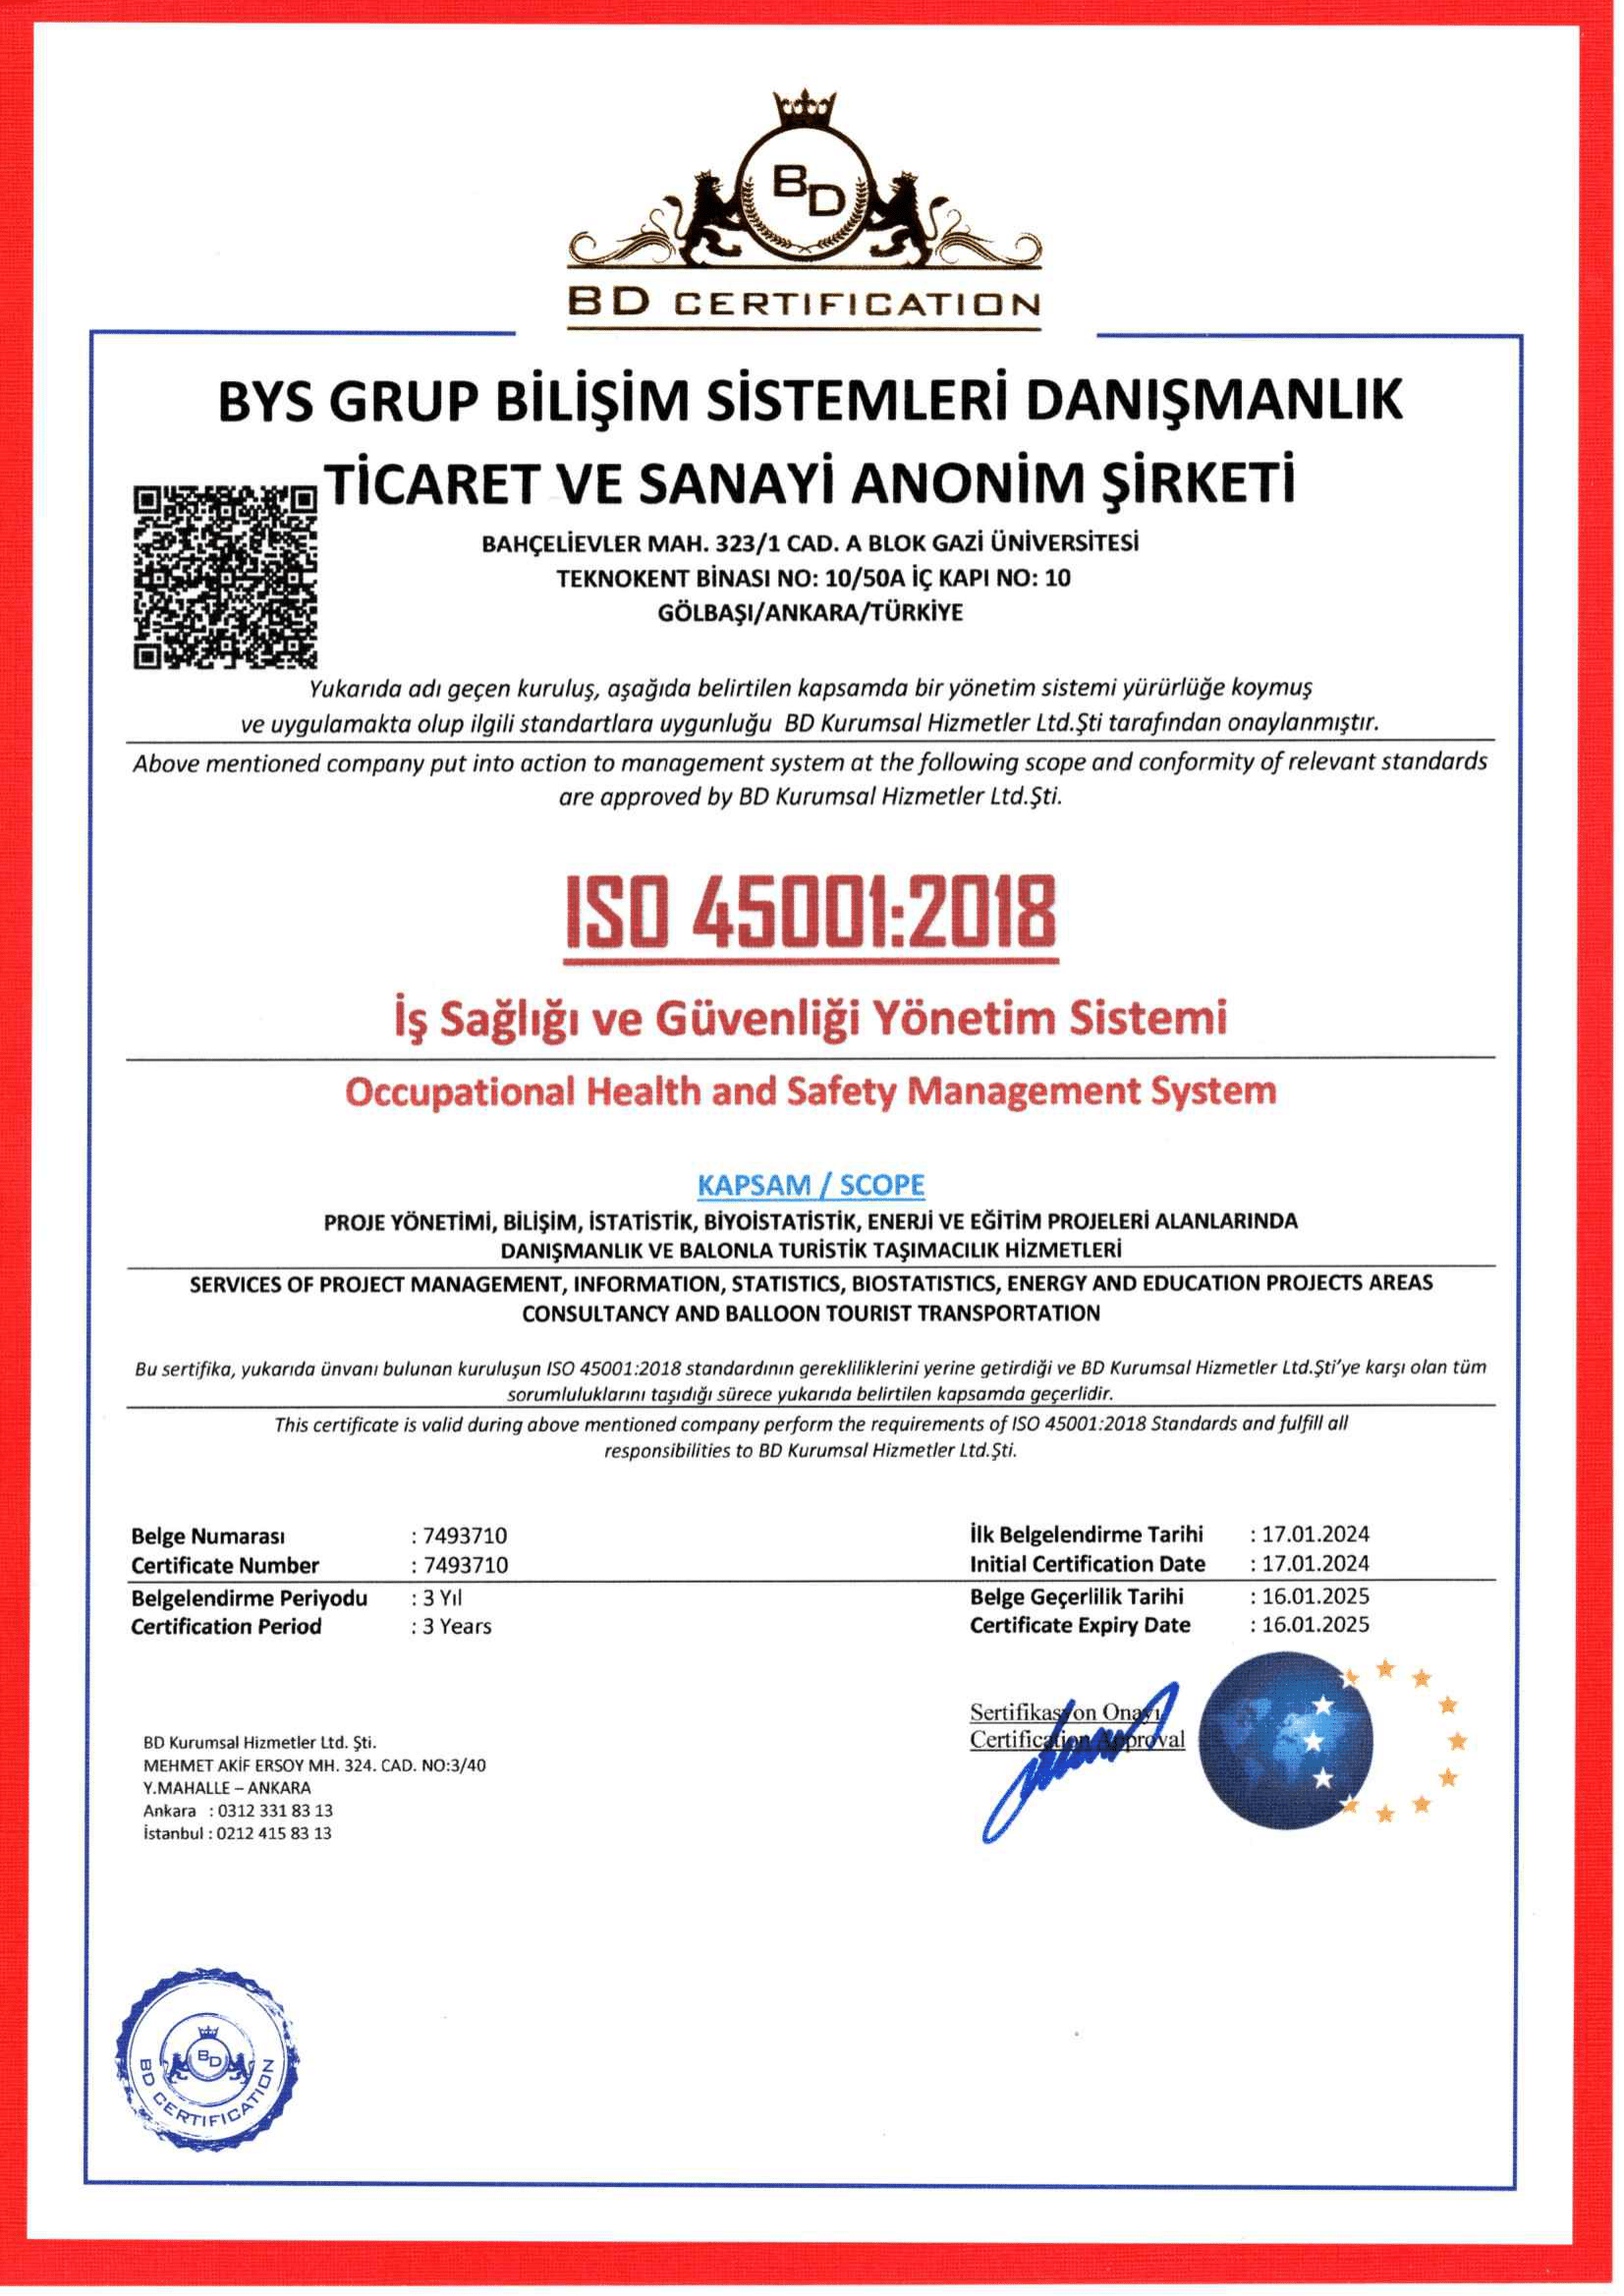 BD
BD CERTIFICATION
BYS GRUP BİLİŞİM SİSTEMLERİ DANIŞMANLIK
TİCARET VE SANAYİ ANONİM ŞİRKETİ
BAHÇELİEVLER MAH. 323/1 CAD. A BLOK GAZİ ÜNİVERSİTESİ
TEKNOKENT BİNASI NO: 10/50A İÇ KAPI NO: 10
GÖLBAŞI/ANKARA/TÜRKİYE
Yukarıda adı geçen kuruluş, aşağıda belirtilen kapsamda bir yönetim sistemi yürürlüğe koymuş
ve uygulamakta olup ilgili standartlara uygunluğu BD Kurumsal Hizmetler Ltd.Şti tarafından onaylanmıştır.
Above mentioned company put into action to management system at the following scope and conformity of relevant standards
are approved by BD Kurumsal Hizmetler Ltd.Şti.
ISO 45001:2018
İş Sağlığı ve Güvenliği Yönetim Sistemi
Occupational Health and Safety Management System
KAPSAM / SCOPE
PROJE YÖNETİMİ, BİLİŞİM, İSTATİSTİK, BİYOİSTATİSTİK, ENERJİ VE EĞİTİM PROJELERİ ALANLARINDA
DANIŞMANLIK VE BALONLA TURİSTİK TAŞIMACILIK HİZMETLERİ
SERVICES OF PROJECT MANAGEMENT, INFORMATION, STATISTICS, BIOSTATISTICS, ENERGY AND EDUCATION PROJECTS AREAS
CONSULTANCY AND BALLOON TOURIST TRANSPORTATION
Bu sertifika, yukarıda ünvanı bulunan kuruluşun ISO 45001:2018 standardının gerekliliklerini yerine getirdiği ve BD Kurumsal Hizmetler Ltd.Şti'ye karşı olan tüm
sorumluluklarını taşıdığı sürece yukarıda belirtilen kapsamda geçerlidir.
This certificate is valid during above mentioned company perform the requirements of ISO 45001:2018 Standards and fulfill all
responsibilities to BD Kurumsal Hizmetler Ltd.Şti.
Belge Numarası : 7493710
Certificate Number : 7493710
Belgelendirme Periyodu : 3 Yıl
Certification Period : 3 Years
İlk Belgelendirme Tarihi : 17.01.2024
Initial Certification Date : 17.01.2024
Belge Geçerlilik Tarihi : 16.01.2025
Certificate Expiry Date : 16.01.2025
Sertifikasyon Onayı
Certification Approval
BD Kurumsal Hizmetler Ltd. Şti.
MEHMET AKİF ERSOY MH. 324. CAD. NO:3/40
Y.MAHALLE – ANKARA
Ankara : 0312 331 83 13
İstanbul : 0212 415 83 13
BD
BD CERTIFICATION